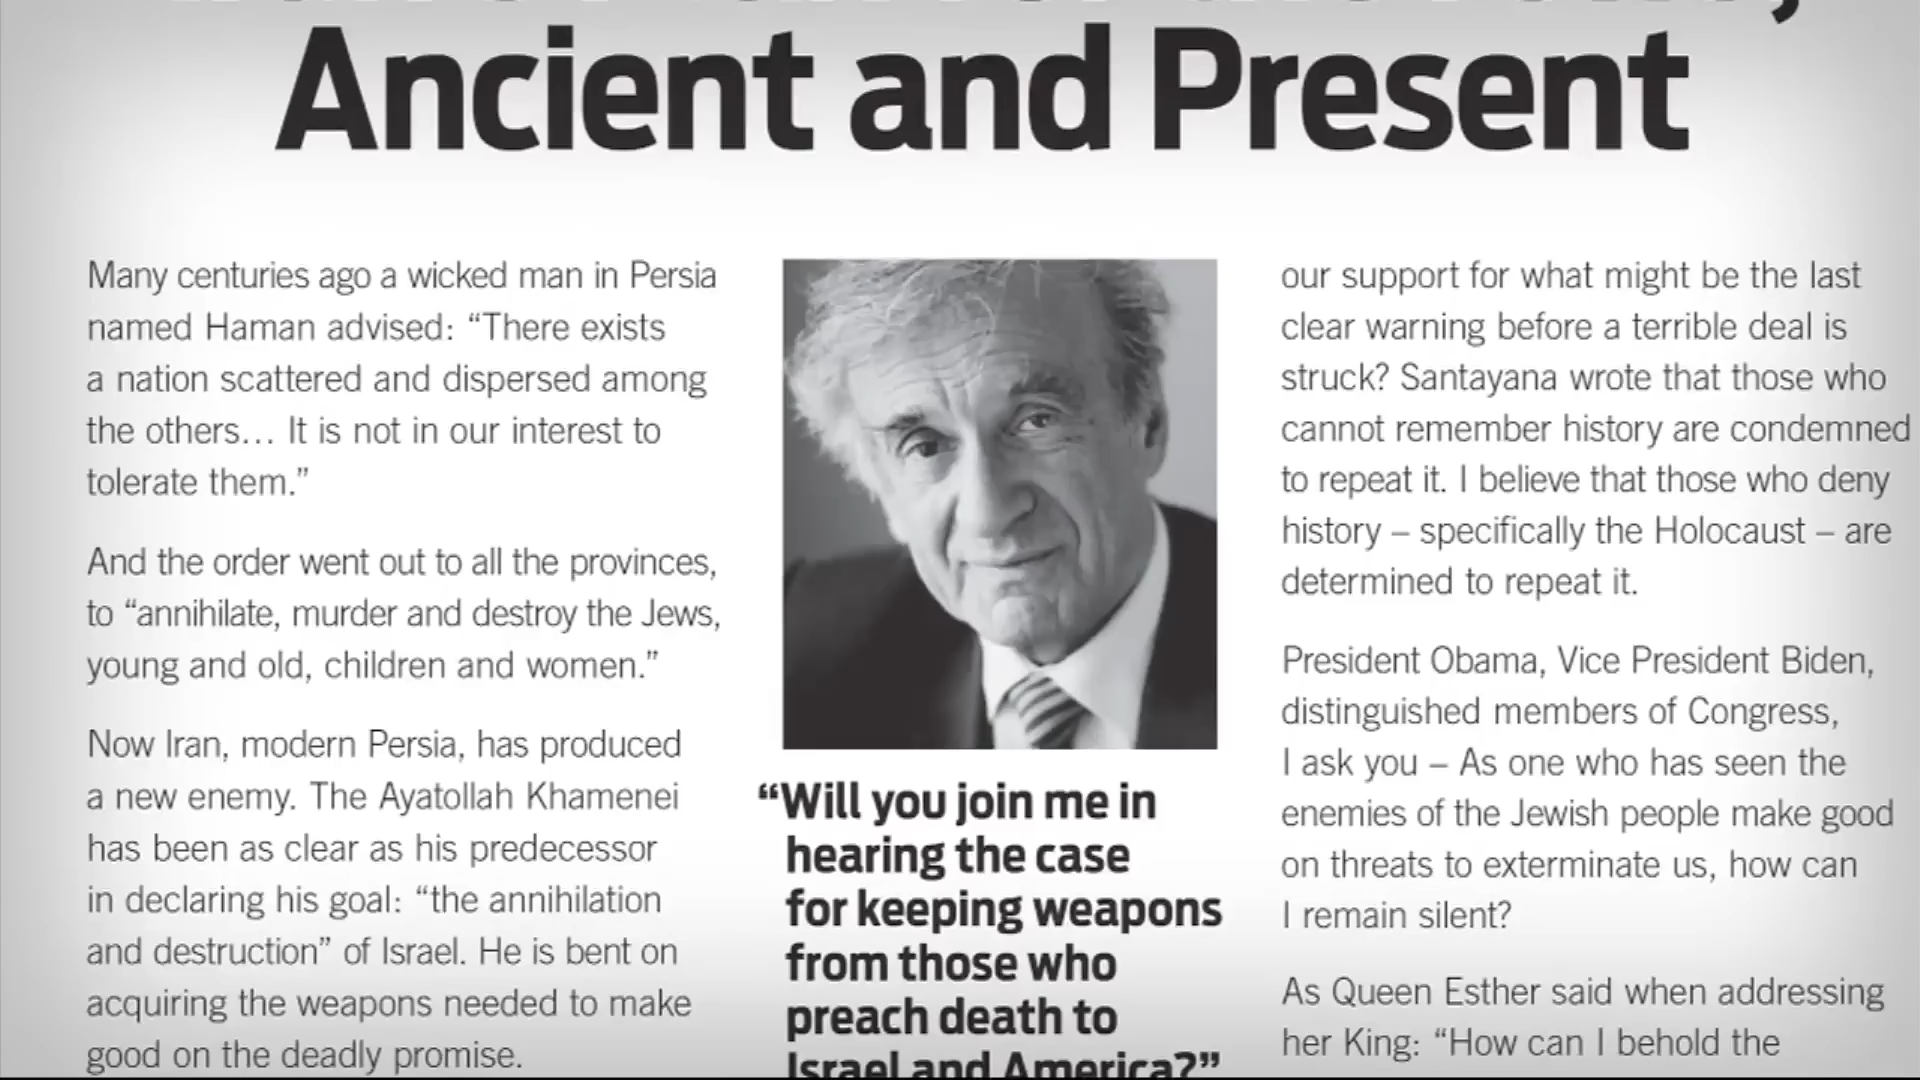 Ancient and Present
Many centuries ago a wicked man in Persia
named Haman advised: “There exists
a nation scattered and dispersed among
the others... It is not in our interest to
tolerate them.”
And the order went out to all the provinces,
to “annihilate, murder and destroy the Jews,
young and old, children and women.”
Now Iran, modern Persia, has produced
a new enemy. The Ayatollah Khamenei
has been as clear as his predecessor
in declaring his goal: “the annihilation
and destruction” of Israel. He is bent on
acquiring the weapons needed to make
good on the deadly promise.
“Will you join me in
hearing the case
for keeping weapons
from those who
preach death to
Israel and America?”
our support for what might be the last
clear warning before a terrible deal is
struck? Santayana wrote that those who
cannot remember history are condemned
to repeat it. I believe that those who deny
history – specifically the Holocaust – are
determined to repeat it.
President Obama, Vice President Biden,
distinguished members of Congress,
I ask you – As one who has seen the
enemies of the Jewish people make good
on threats to exterminate us, how can
I remain silent?
As Queen Esther said when addressing
her King: “How can I behold the